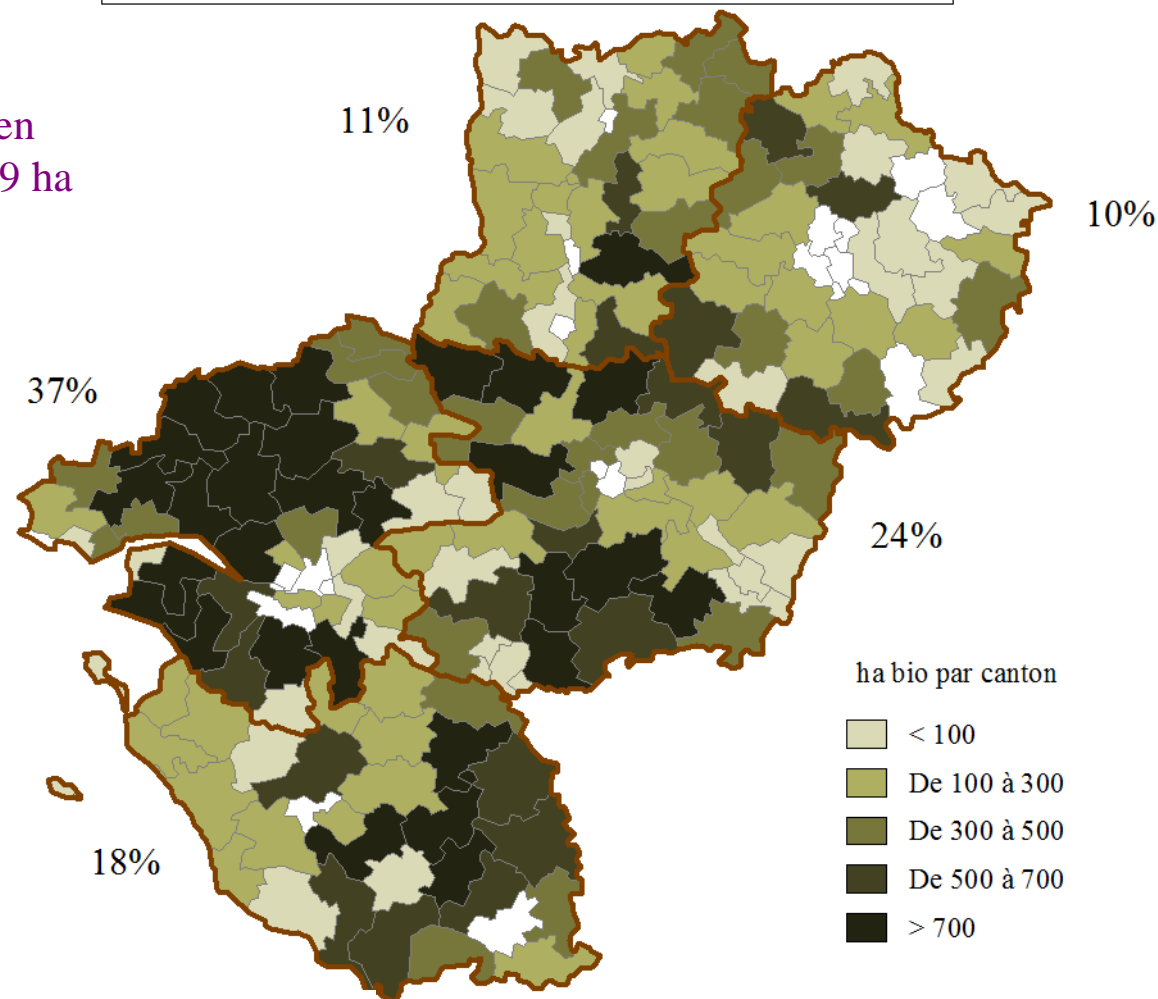 en
9 ha
11%
10%
37%
24%
18%
ha bio par canton
< 100
De 100 à 300
De 300 à 500
De 500 à 700
> 700